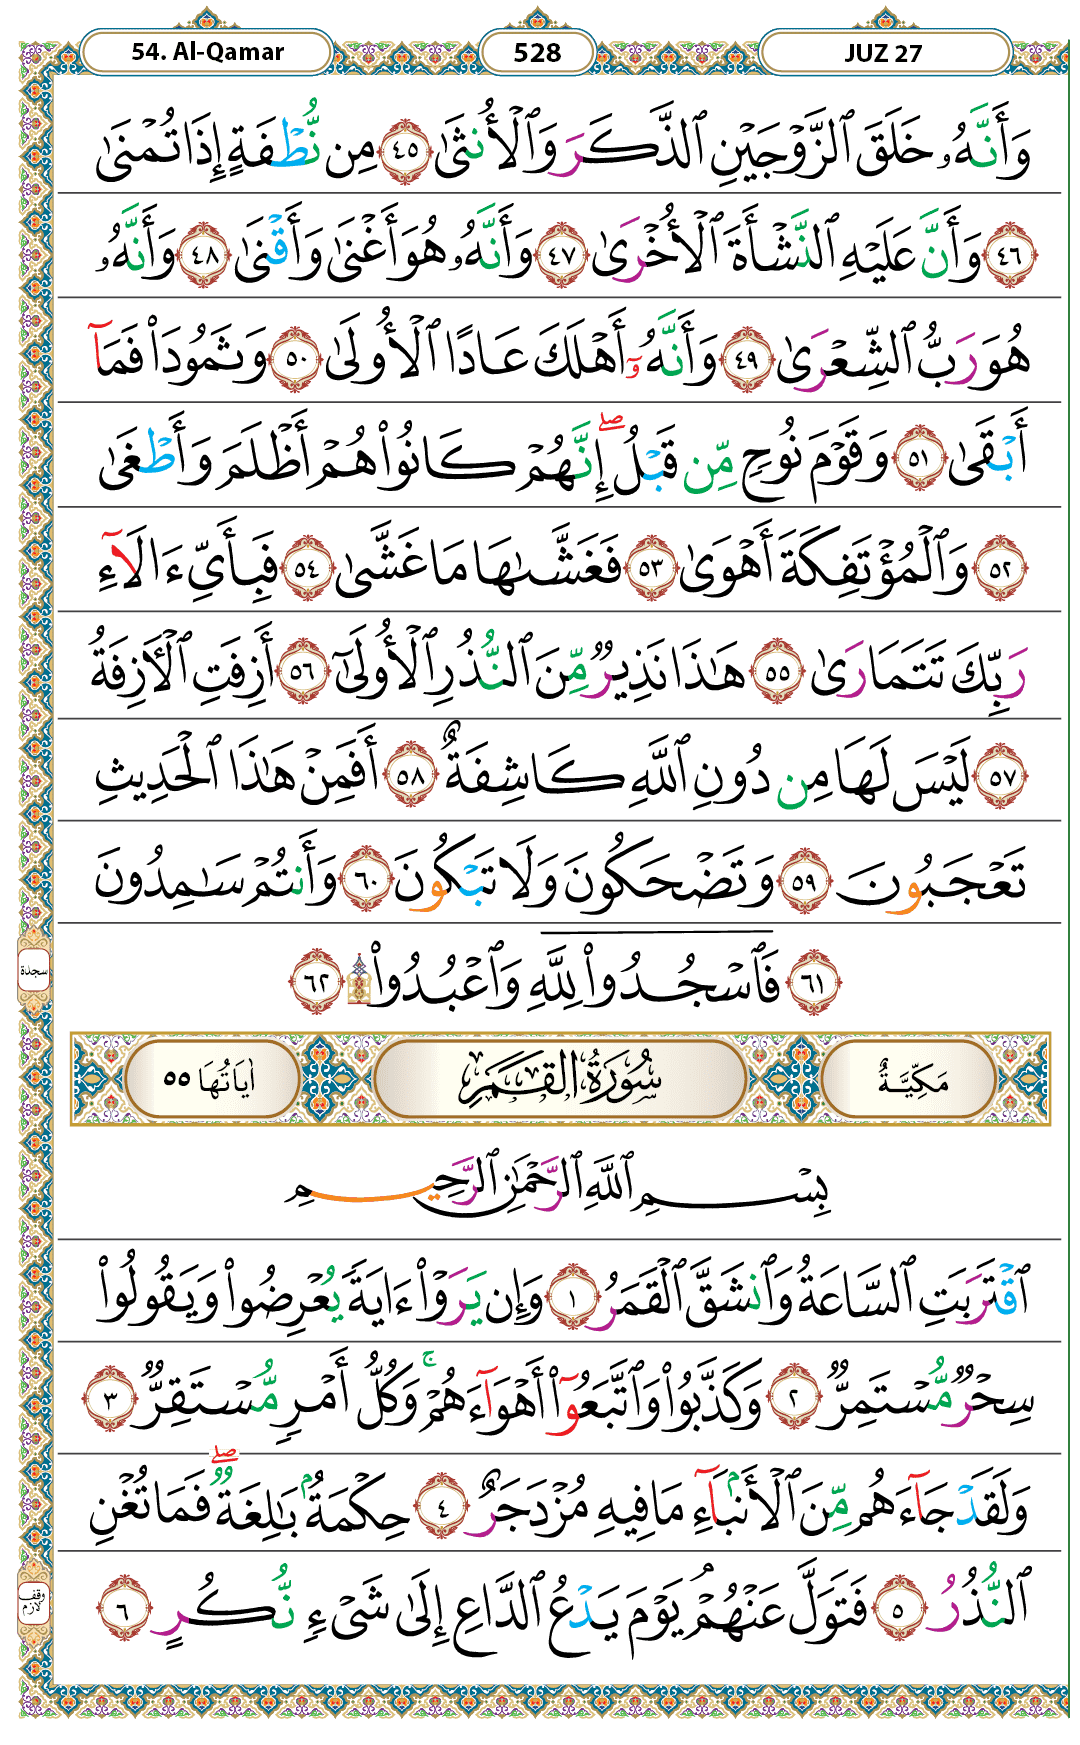 54. Al-Qamar
528
JUZ 27
وَأَنَّهُۥ خَلَقَ ٱلزَّوۡجَيۡنِ ٱلذَّكَرَ وَٱلۡأُنثَىٰ ٤٥ مِن نُّطۡفَةٍ إِذَا تُمۡنَىٰ
٤٦ وَأَنَّ عَلَيۡهِ ٱلنَّشۡأَةَ ٱلۡأُخۡرَىٰ ٤٧ وَأَنَّهُۥ هُوَ أَغۡنَىٰ وَأَقۡنَىٰ ٤٨ وَأَنَّهُۥ
هُوَ رَبُّ ٱلشِّعۡرَىٰ ٤٩ وَأَنَّهُۥٓ أَهۡلَكَ عَادًا ٱلۡأُولَىٰ ٥٠ وَثَمُودَاْ فَمَآ
أَبۡقَىٰ ٥١ وَقَوۡمَ نُوحٖ مِّن قَبۡلُۖ إِنَّهُمۡ كَانُواْ هُمۡ أَظۡلَمَ وَأَطۡغَىٰ
٥٢ وَٱلۡمُؤۡتَفِكَةَ أَهۡوَىٰ ٥٣ فَغَشَّىٰهَا مَا غَشَّىٰ ٥٤ فَبِأَيِّ ءَالَآءِ
رَبِّكَ تَتَمَارَىٰ ٥٥ هَٰذَا نَذِيرٞ مِّنَ ٱلنُّذُرِ ٱلۡأُولَىٰٓ ٥٦ أَزِفَتِ ٱلۡأٓزِفَةُ
٥٧ لَيۡسَ لَهَا مِن دُونِ ٱللَّهِ كَاشِفَةٌ ٥٨ أَفَمِنۡ هَٰذَا ٱلۡحَدِيثِ
تَعۡجَبُونَ ٥٩ وَتَضۡحَكُونَ وَلَا تَبۡكُونَ ٦٠ وَأَنتُمۡ سَٰمِدُونَ
٦١ فَٱسۡجُدُواْ لِلَّهِ وَٱعۡبُدُواْ۩ ٦٢
سجدة
مَكِّيَّةٌ
سُورَةُ القَمَرِ
اٰيَاتُهَا ٥٥
بِسۡمِ ٱللَّهِ ٱلرَّحۡمَٰنِ ٱلرَّحِيمِ
ٱقۡتَرَبَتِ ٱلسَّاعَةُ وَٱنشَقَّ ٱلۡقَمَرُ ١ وَإِن يَرَوۡاْ ءَايَةٗ يُعۡرِضُواْ وَيَقُولُواْ
سِحۡرٞ مُّسۡتَمِرّٞ ٢ وَكَذَّبُواْ وَٱتَّبَعُوٓاْ أَهۡوَآءَهُمۡۚ وَكُلُّ أَمۡرٖ مُّسۡتَقِرّٞ ٣
وَلَقَدۡ جَآءَهُم مِّنَ ٱلۡأَنۢبَآءِ مَا فِيهِ مُزۡدَجَرٌ ٤ حِكۡمَةُۢ بَٰلِغَةٞۖ فَمَا تُغۡنِ
ٱلنُّذُرُ ٥ فَتَوَلَّ عَنۡهُمۡۘ يَوۡمَ يَدۡعُ ٱلدَّاعِ إِلَىٰ شَيۡءٖ نُّكُرٍ ٦
وقف لازم